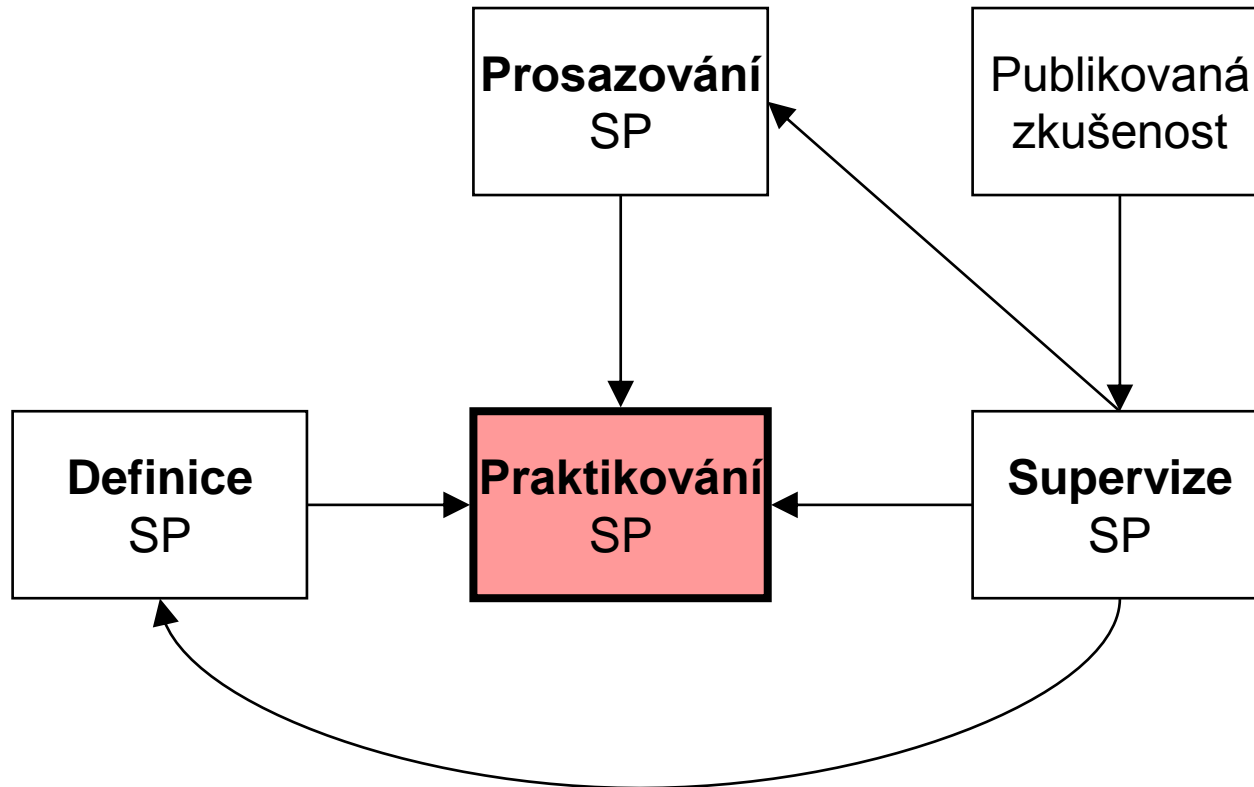 Prosazování
SP
Publikovaná
zkušenost
Definice
SP
Praktikování
SP
Supervize
SP